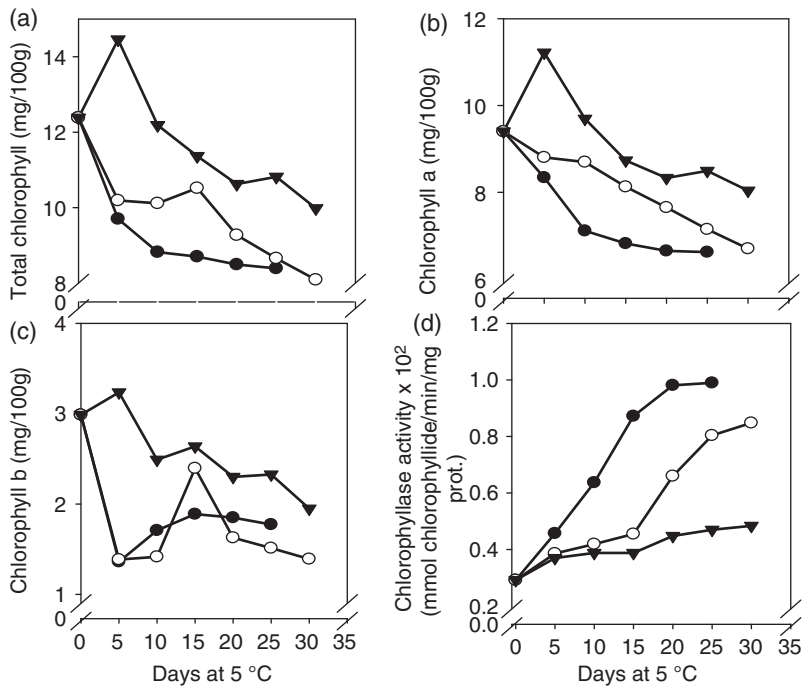 (a)
Total chlorophyll (mg/100g)
14
12
10
8
0
(b)
Chlorophyll a (mg/100g)
12
10
8
6
0
(c)
Chlorophyll b (mg/100g)
4
3
2
1
0
0 5 10 15 20 25 30 35
Days at 5 °C
(d)
Chlorophyllase activity x 10²
(mmol chlorophyllide/min/mg
prot.)
1.2
1.0
0.8
0.6
0.4
0.2
0.0
0 5 10 15 20 25 30 35
Days at 5 °C